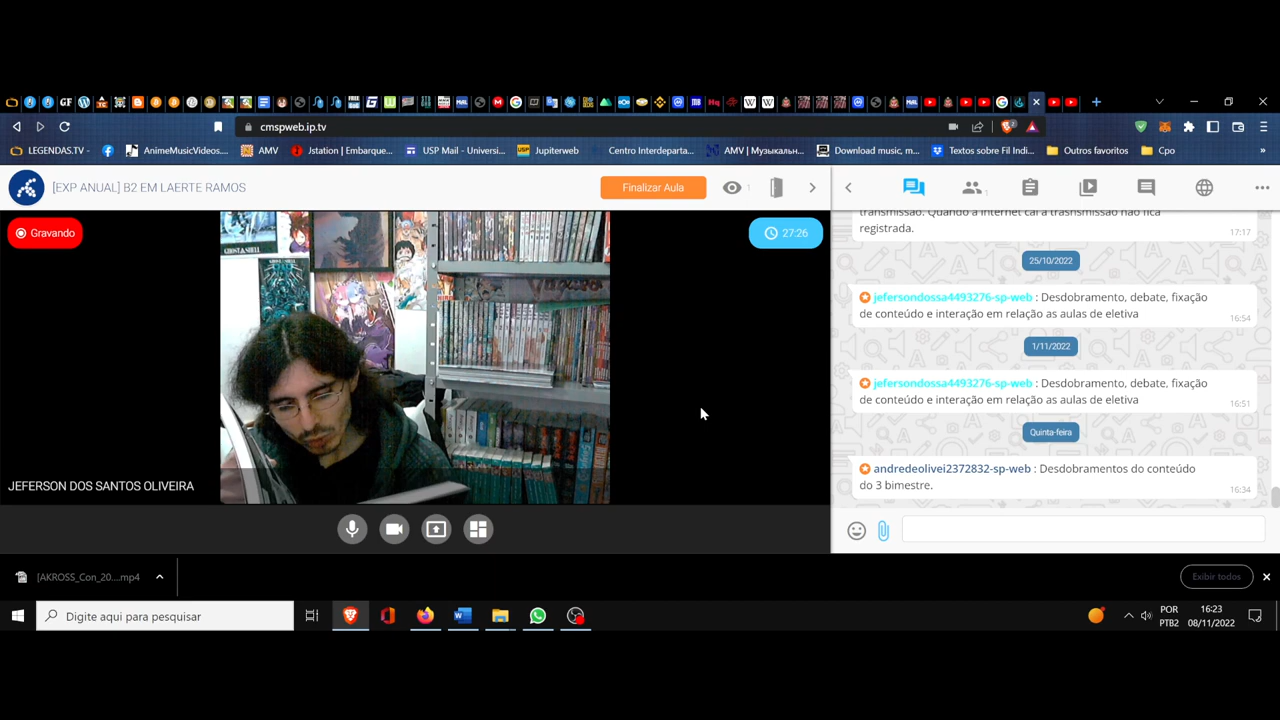 cmspweb.ip.tv
2
LEGENDAS.TV -
AnimeMusicVideos...
AMV
Jstation | Embarque...
USP Mail - Universi...
Jupiterweb
Centro Interdeparta...
AMV | Музыкальн...
Download music, m...
Textos sobre Fil Indi...
Outros favoritos
Cpo
»
[EXP ANUAL] B2 EM LAERTE RAMOS
Finalizar Aula
1
1
Gravando
27:26
JEFERSON DOS SANTOS OLIVEIRA
transmissão. Quando a internet cai a trasnsmissão não fica
registrada.
17:17
25/10/2022
jefersondossa4493276-sp-web : Desdobramento, debate, fixação
de conteúdo e interação em relação as aulas de eletiva
16:54
1/11/2022
jefersondossa4493276-sp-web : Desdobramento, debate, fixação
de conteúdo e interação em relação as aulas de eletiva
16:51
Quinta-feira
andredeolivei2372832-sp-web : Desdobramentos do conteúdo
do 3 bimestre.
16:34
[AKROSS_Con_20....mp4
Exibir todos
Digite aqui para pesquisar
POR
PTB2
16:23
08/11/2022